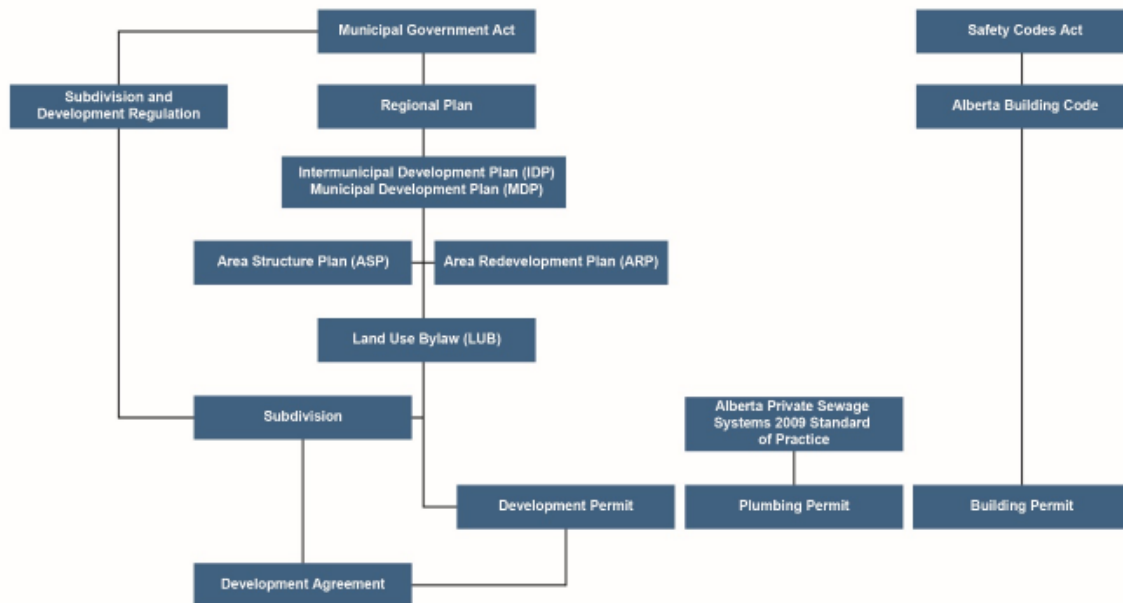 Municipal Government Act
Safety Codes Act
Subdivision and
Development Regulation
Regional Plan
Alberta Building Code
Intermunicipal Development Plan (IDP)
Municipal Development Plan (MDP)
Area Structure Plan (ASP)
Area Redevelopment Plan (ARP)
Land Use Bylaw (LUB)
Subdivision
Alberta Private Sewage
Systems 2009 Standard
of Practice
Development Permit
Plumbing Permit
Building Permit
Development Agreement